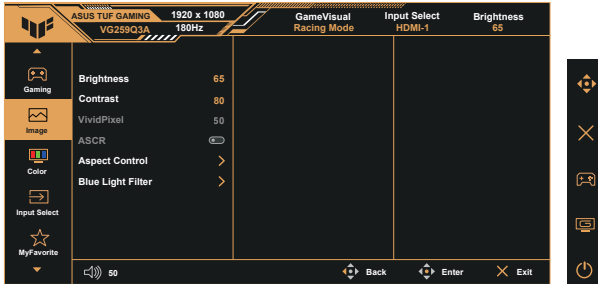 ASUS TUF GAMING 1920 x 1080 GameVisual Input Select Brightness
VG259Q3A 180Hz Racing Mode HDMI-1 65
Gaming
Image
Color
Input Select
MyFavorite
Brightness 65
Contrast 80
VividPixel 50
ASCR
Aspect Control
Blue Light Filter
50 Back Enter Exit